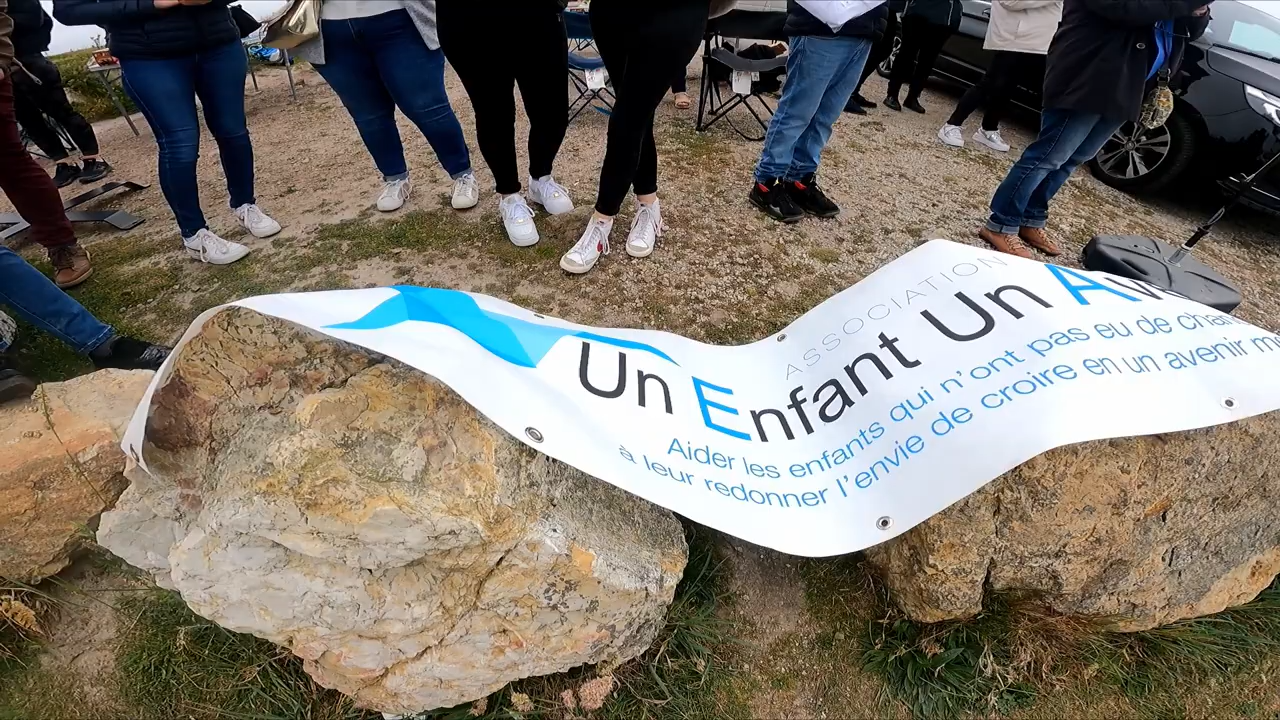 ASSOCIATION
Un Enfant Un
Aider les enfants qui n'ont pas eu de
à leur redonner l'envie de croire en un avenir